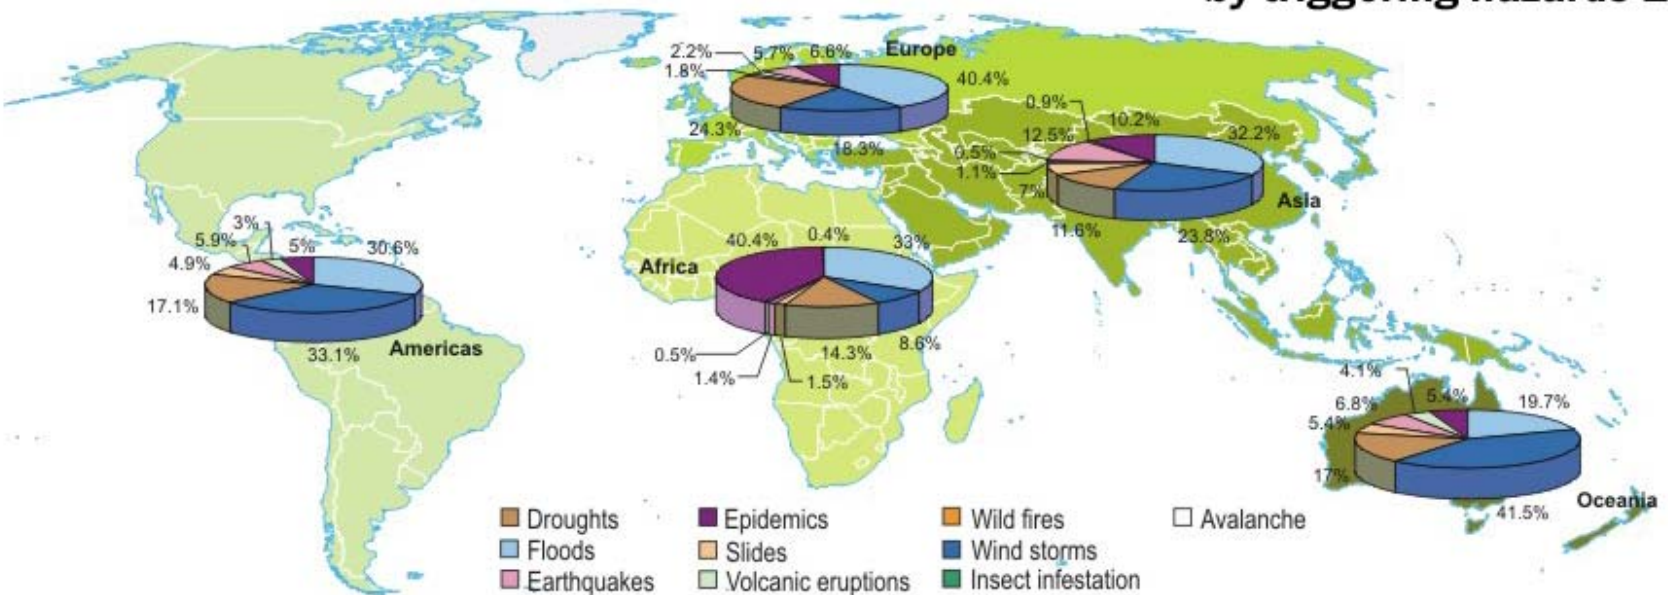 by triggering hazards
Europe
2.2%
5.7%
6.6%
1.8%
40.4%
24.3%
18.3%
0.9%
10.2%
12.5%
32.2%
0.5%
1.1%
7%
11.6%
23.8%
Asia
3%
5.9%
5%
30.6%
4.9%
17.1%
33.1%
Americas
40.4%
0.4%
33%
Africa
0.5%
14.3%
8.6%
1.4%
1.5%
4.1%
6.8%
5.4%
19.7%
5.4%
17%
41.5%
Oceania
Droughts
Epidemics
Wild fires
Avalanche
Floods
Slides
Wind storms
Earthquakes
Volcanic eruptions
Insect infestation